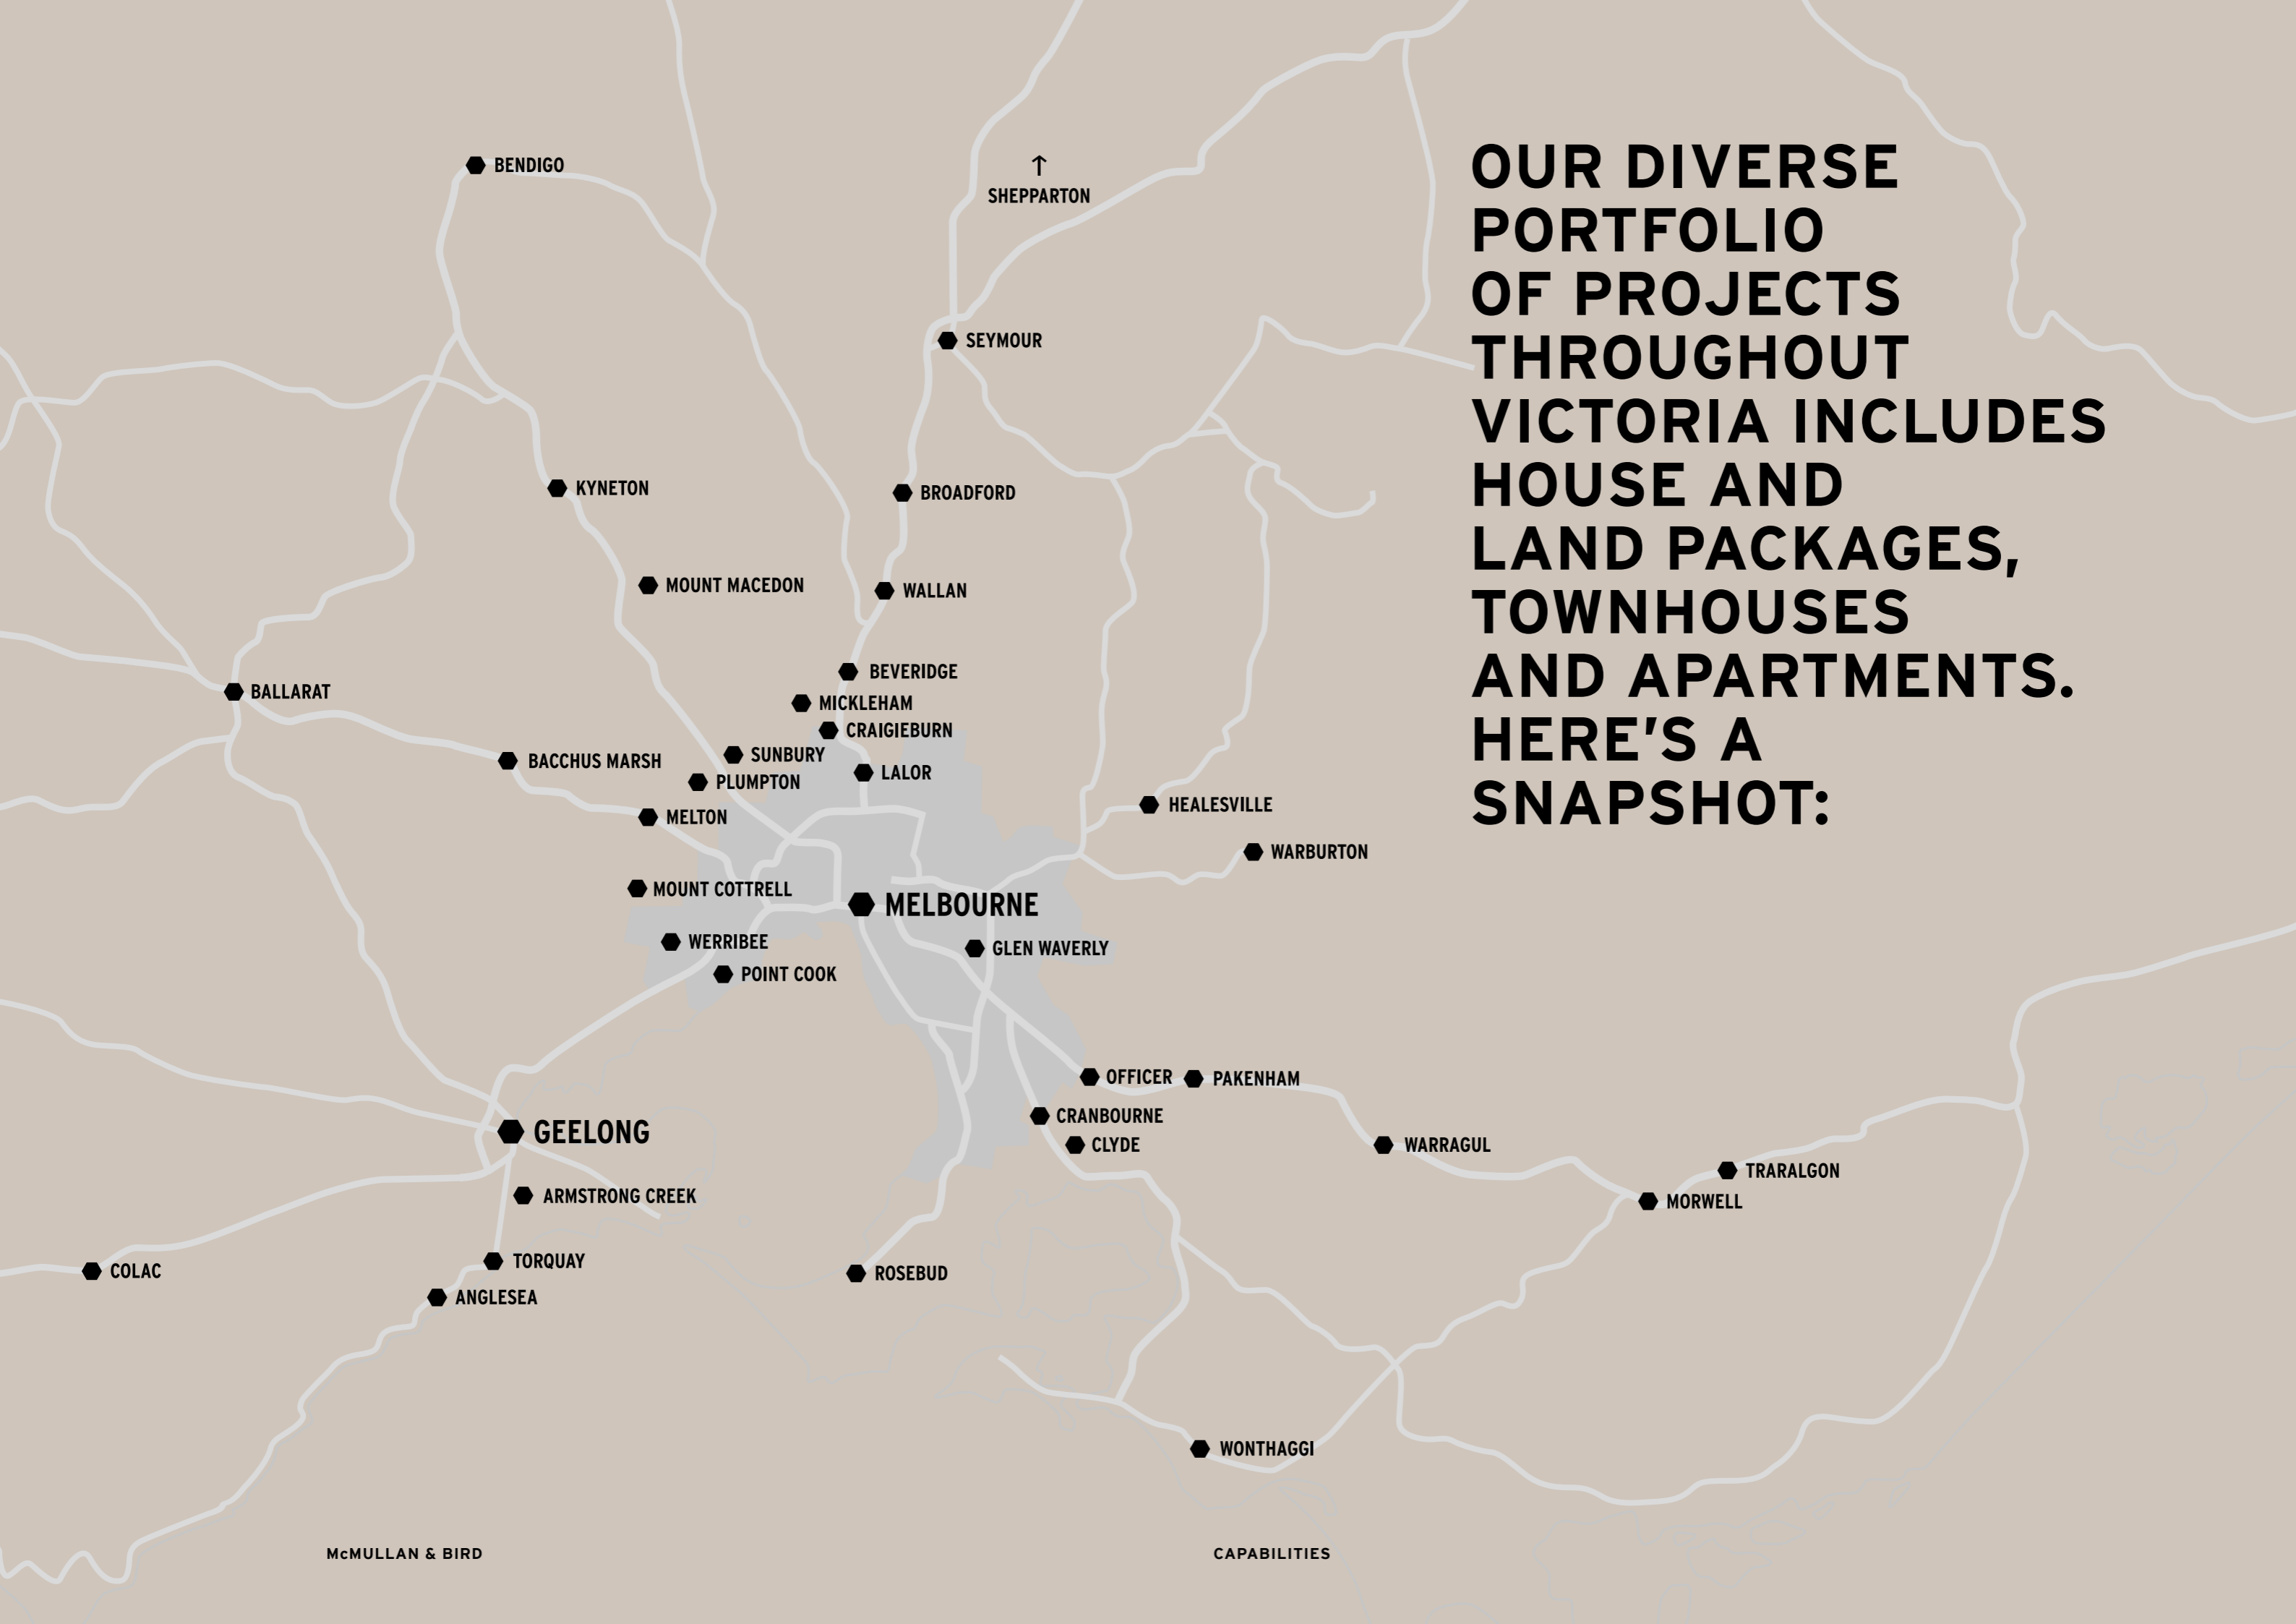 OUR DIVERSE
PORTFOLIO
OF PROJECTS
THROUGHOUT
VICTORIA INCLUDES
HOUSE AND
LAND PACKAGES,
TOWNHOUSES
AND APARTMENTS.
HERE'S A
SNAPSHOT:
BENDIGO
↑
SHEPPARTON
SEYMOUR
KYNETON
BROADFORD
MOUNT MACEDON
WALLAN
BEVERIDGE
BALLARAT
MICKLEHAM
CRAIGIEBURN
SUNBURY
BACCHUS MARSH
LALOR
PLUMPTON
HEALESVILLE
MELTON
WARBURTON
MOUNT COTTRELL
MELBOURNE
WERRIBEE
GLEN WAVERLY
POINT COOK
OFFICER
PAKENHAM
CRANBOURNE
GEELONG
CLYDE
WARRAGUL
TRARALGON
ARMSTRONG CREEK
MORWELL
TORQUAY
COLAC
ROSEBUD
ANGLESEA
WONTHAGGI
McMULLAN & BIRD
CAPABILITIES